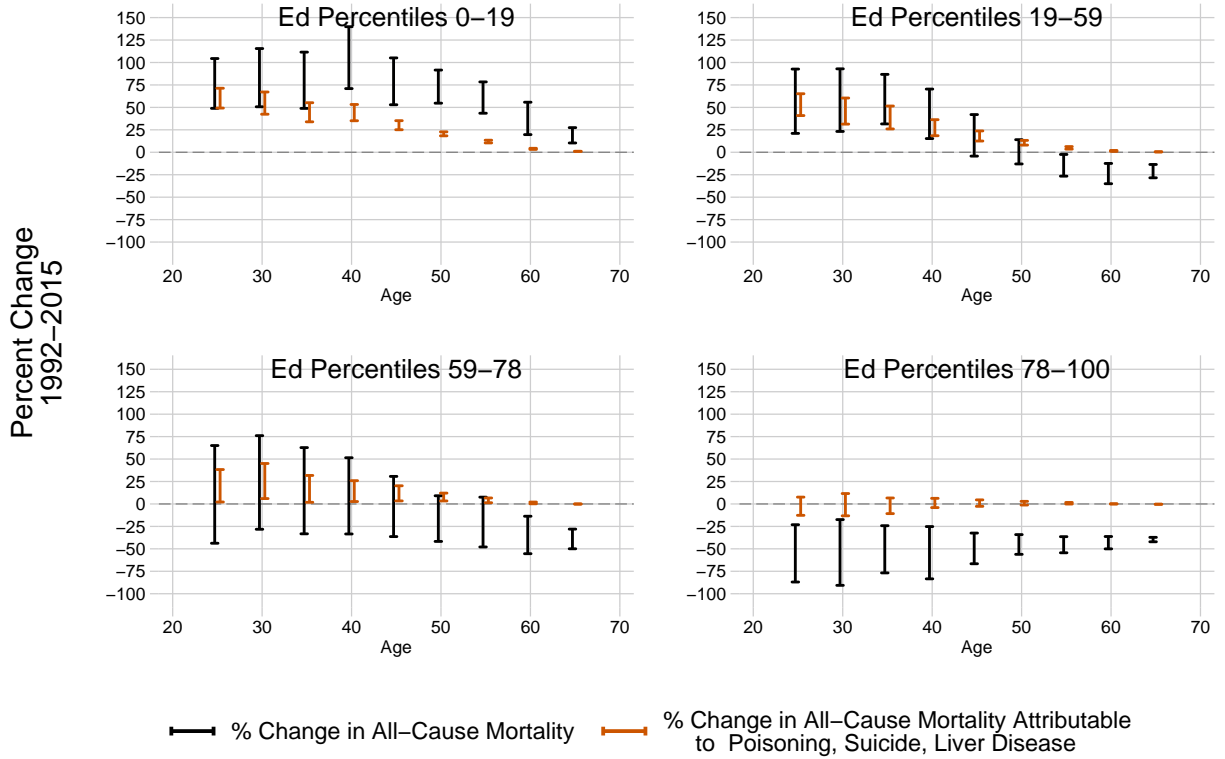 Percent Change
1992−2015
Ed Percentiles 0−19
150
125
100
75
50
25
0
−25
−50
−75
−100
20 30 40 50 60 70
Age
Ed Percentiles 19−59
150
125
100
75
50
25
0
−25
−50
−75
−100
20 30 40 50 60 70
Age
Ed Percentiles 59−78
150
125
100
75
50
25
0
−25
−50
−75
−100
20 30 40 50 60 70
Age
Ed Percentiles 78−100
150
125
100
75
50
25
0
−25
−50
−75
−100
20 30 40 50 60 70
Age
% Change in All−Cause Mortality
% Change in All−Cause Mortality Attributable
to Poisoning, Suicide, Liver Disease